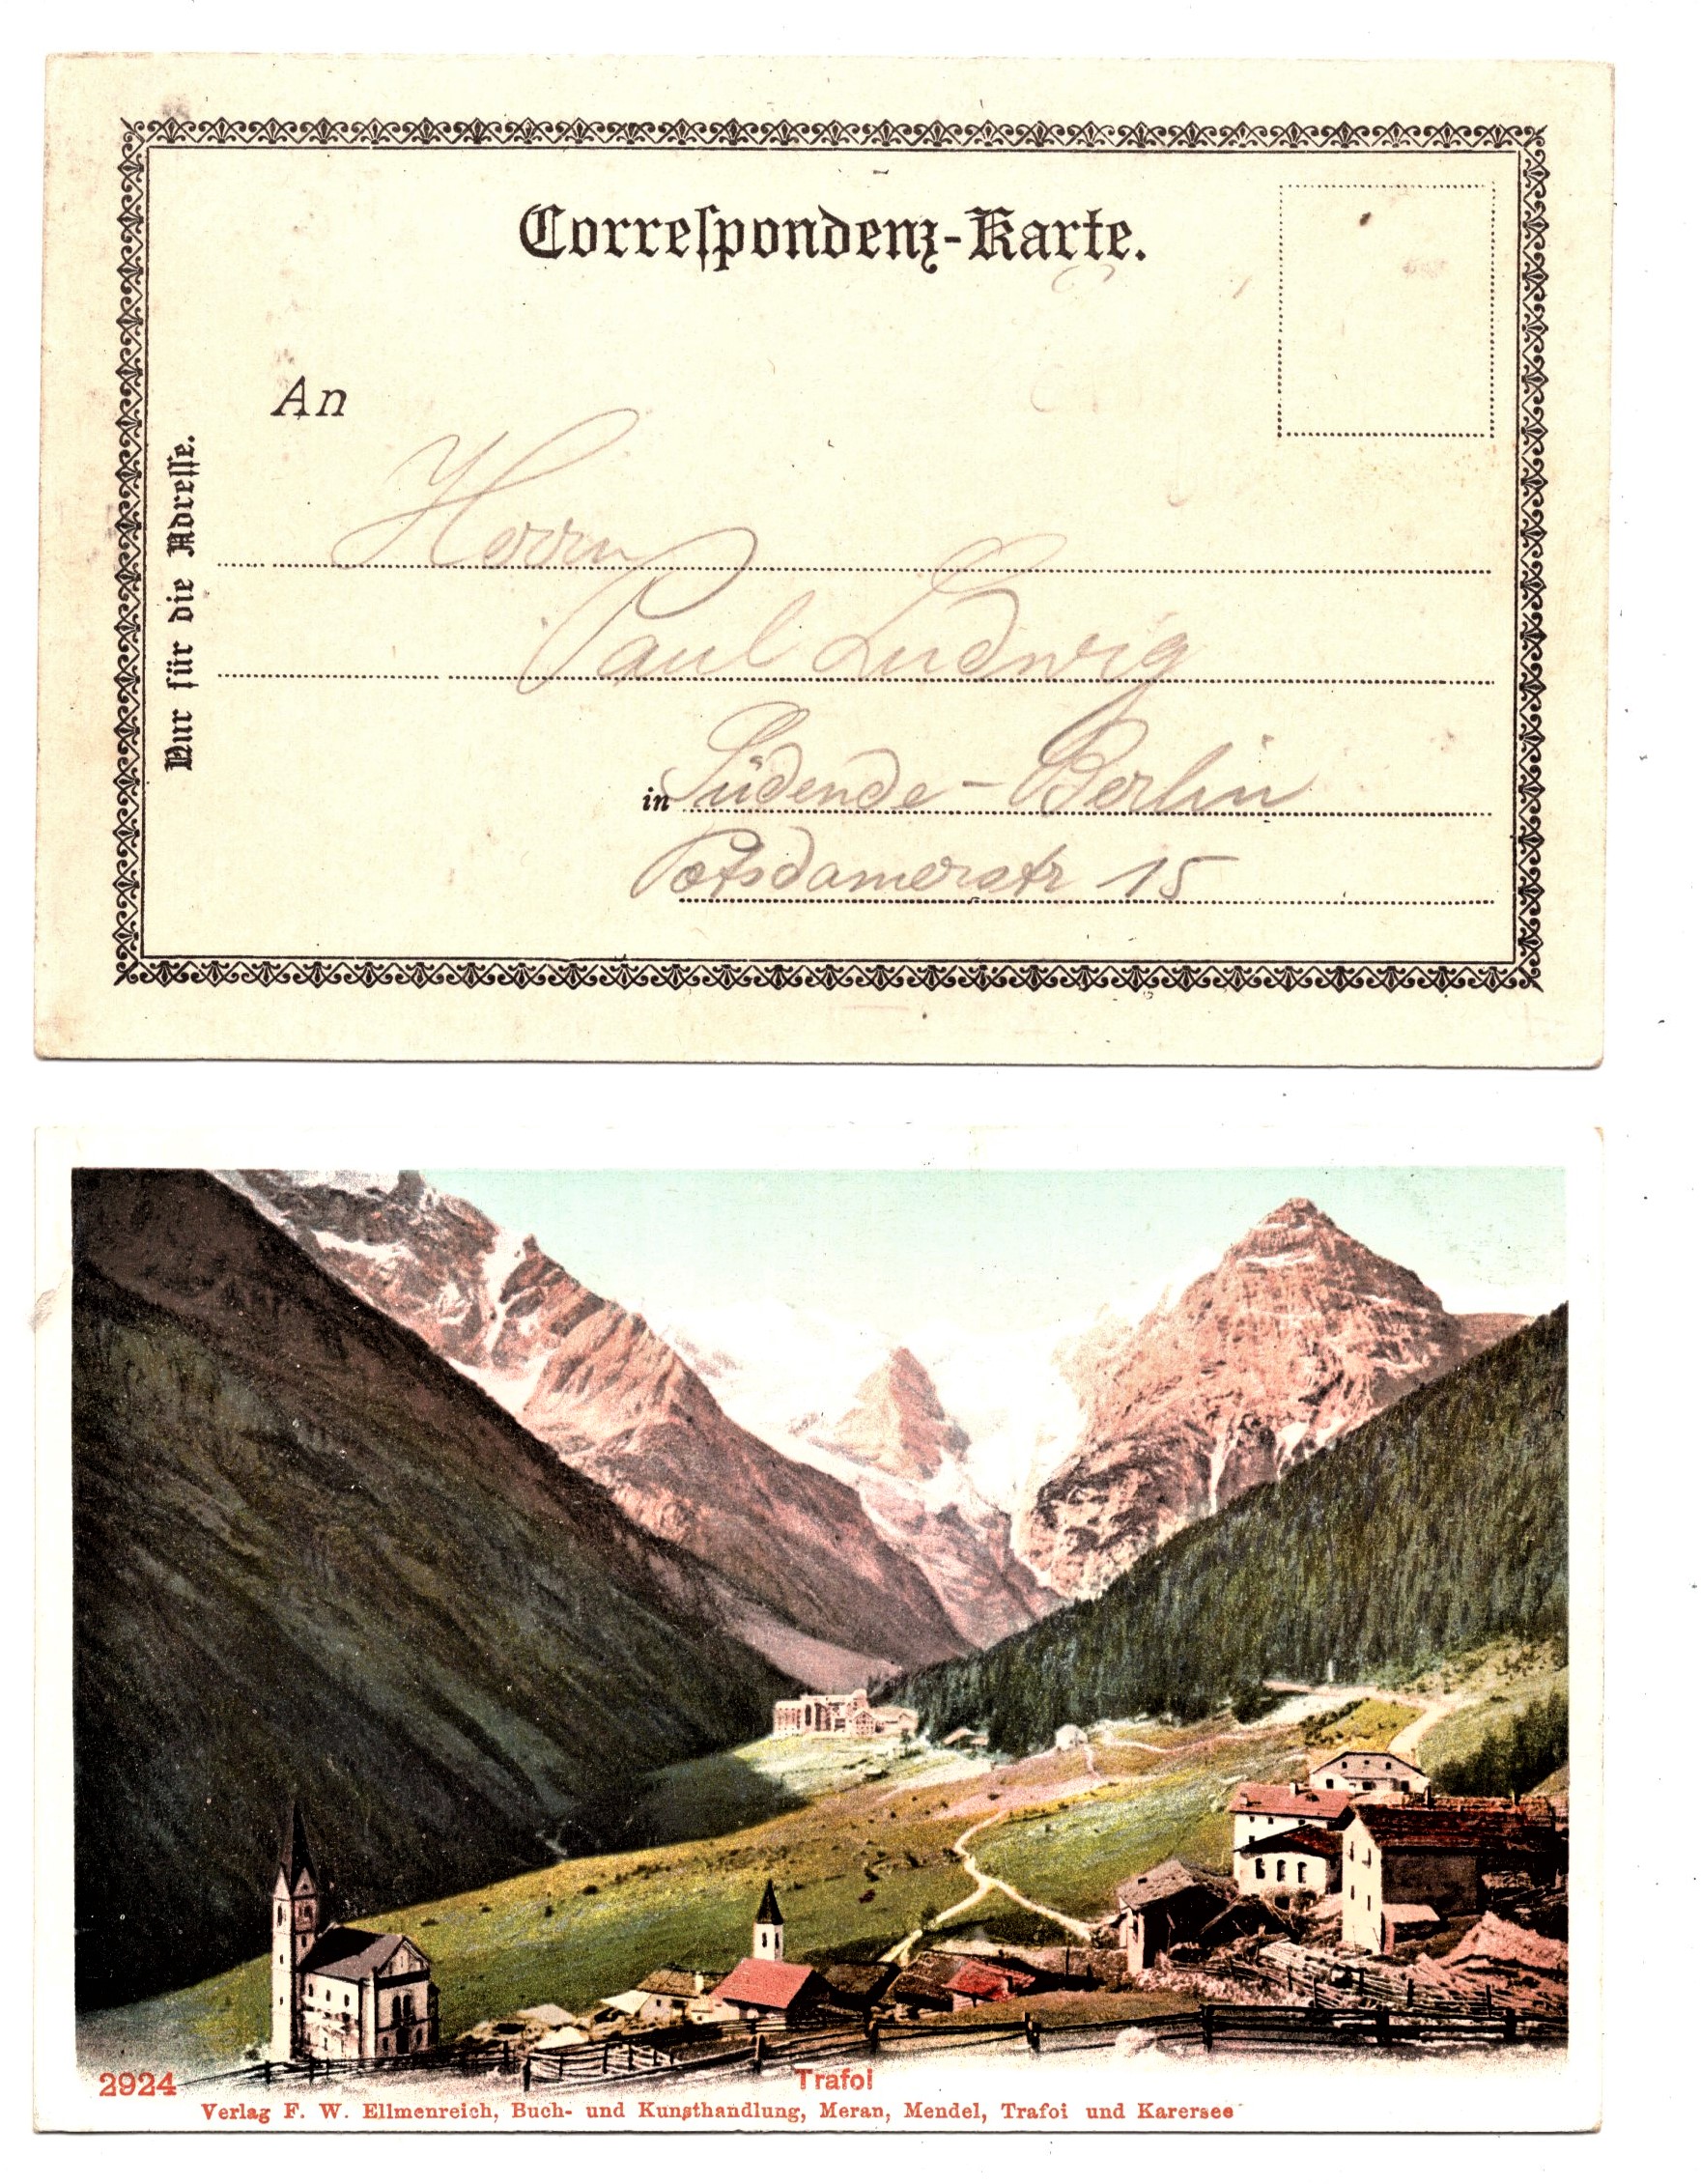 Correſpondenz-Karte.
Nur für die Adreſſe.
An
Herrn
Paul Ludwig
in Südende-Berlin
Potsdamerstr 15
2924
Trafoi
Verlag F. W. Ellmenreich, Buch- und Kunsthandlung, Meran, Mendel, Trafoi und Karersee